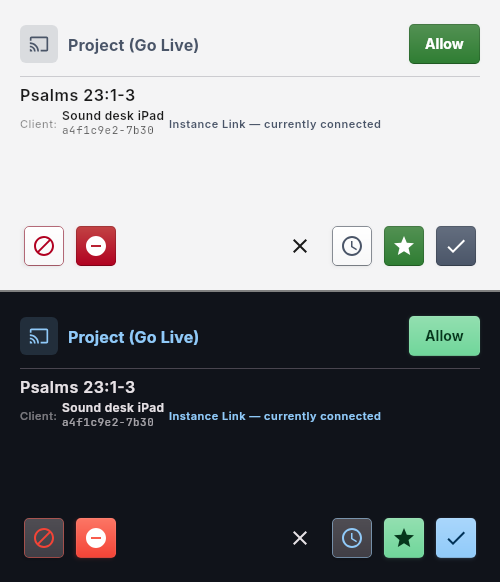 Project (Go Live)
Allow
Psalms 23:1-3
Client: Sound desk iPad Instance Link — currently connected
a4f1c9e2-7b30
Project (Go Live)
Allow
Psalms 23:1-3
Client: Sound desk iPad Instance Link — currently connected
a4f1c9e2-7b30